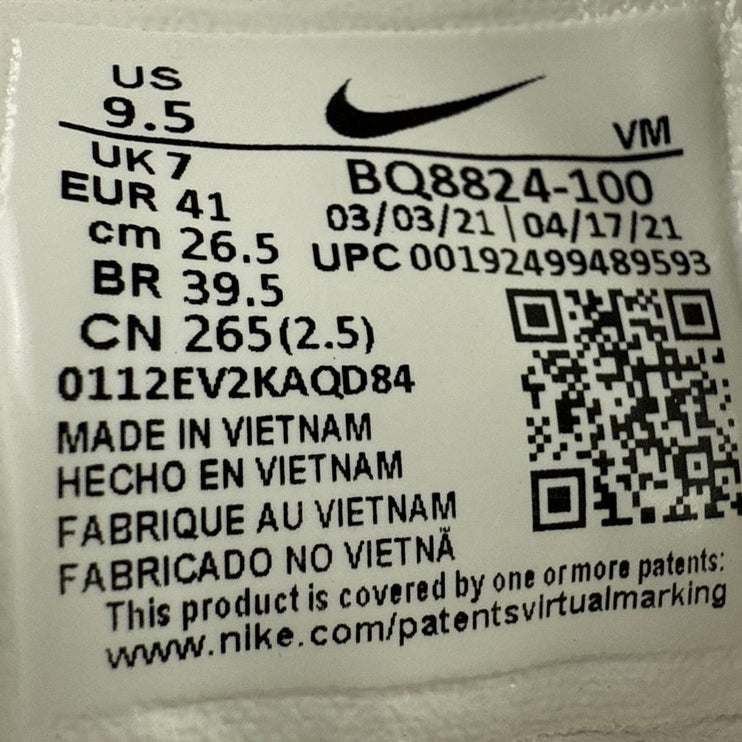 US
9.5
VM
UK 7
EUR 41
cm 26.5
BR 39.5
CN 265(2.5)
BQ8824-100
03/03/21 | 04/17/21
UPC 00192499489593
0112EV2KAQD84
MADE IN VIETNAM
HECHO EN VIETNAM
FABRIQUE AU VIETNAM
FABRICADO NO VIETNÃ
This product is covered by one or more patents:
www.nike.com/patentsvirtualmarking